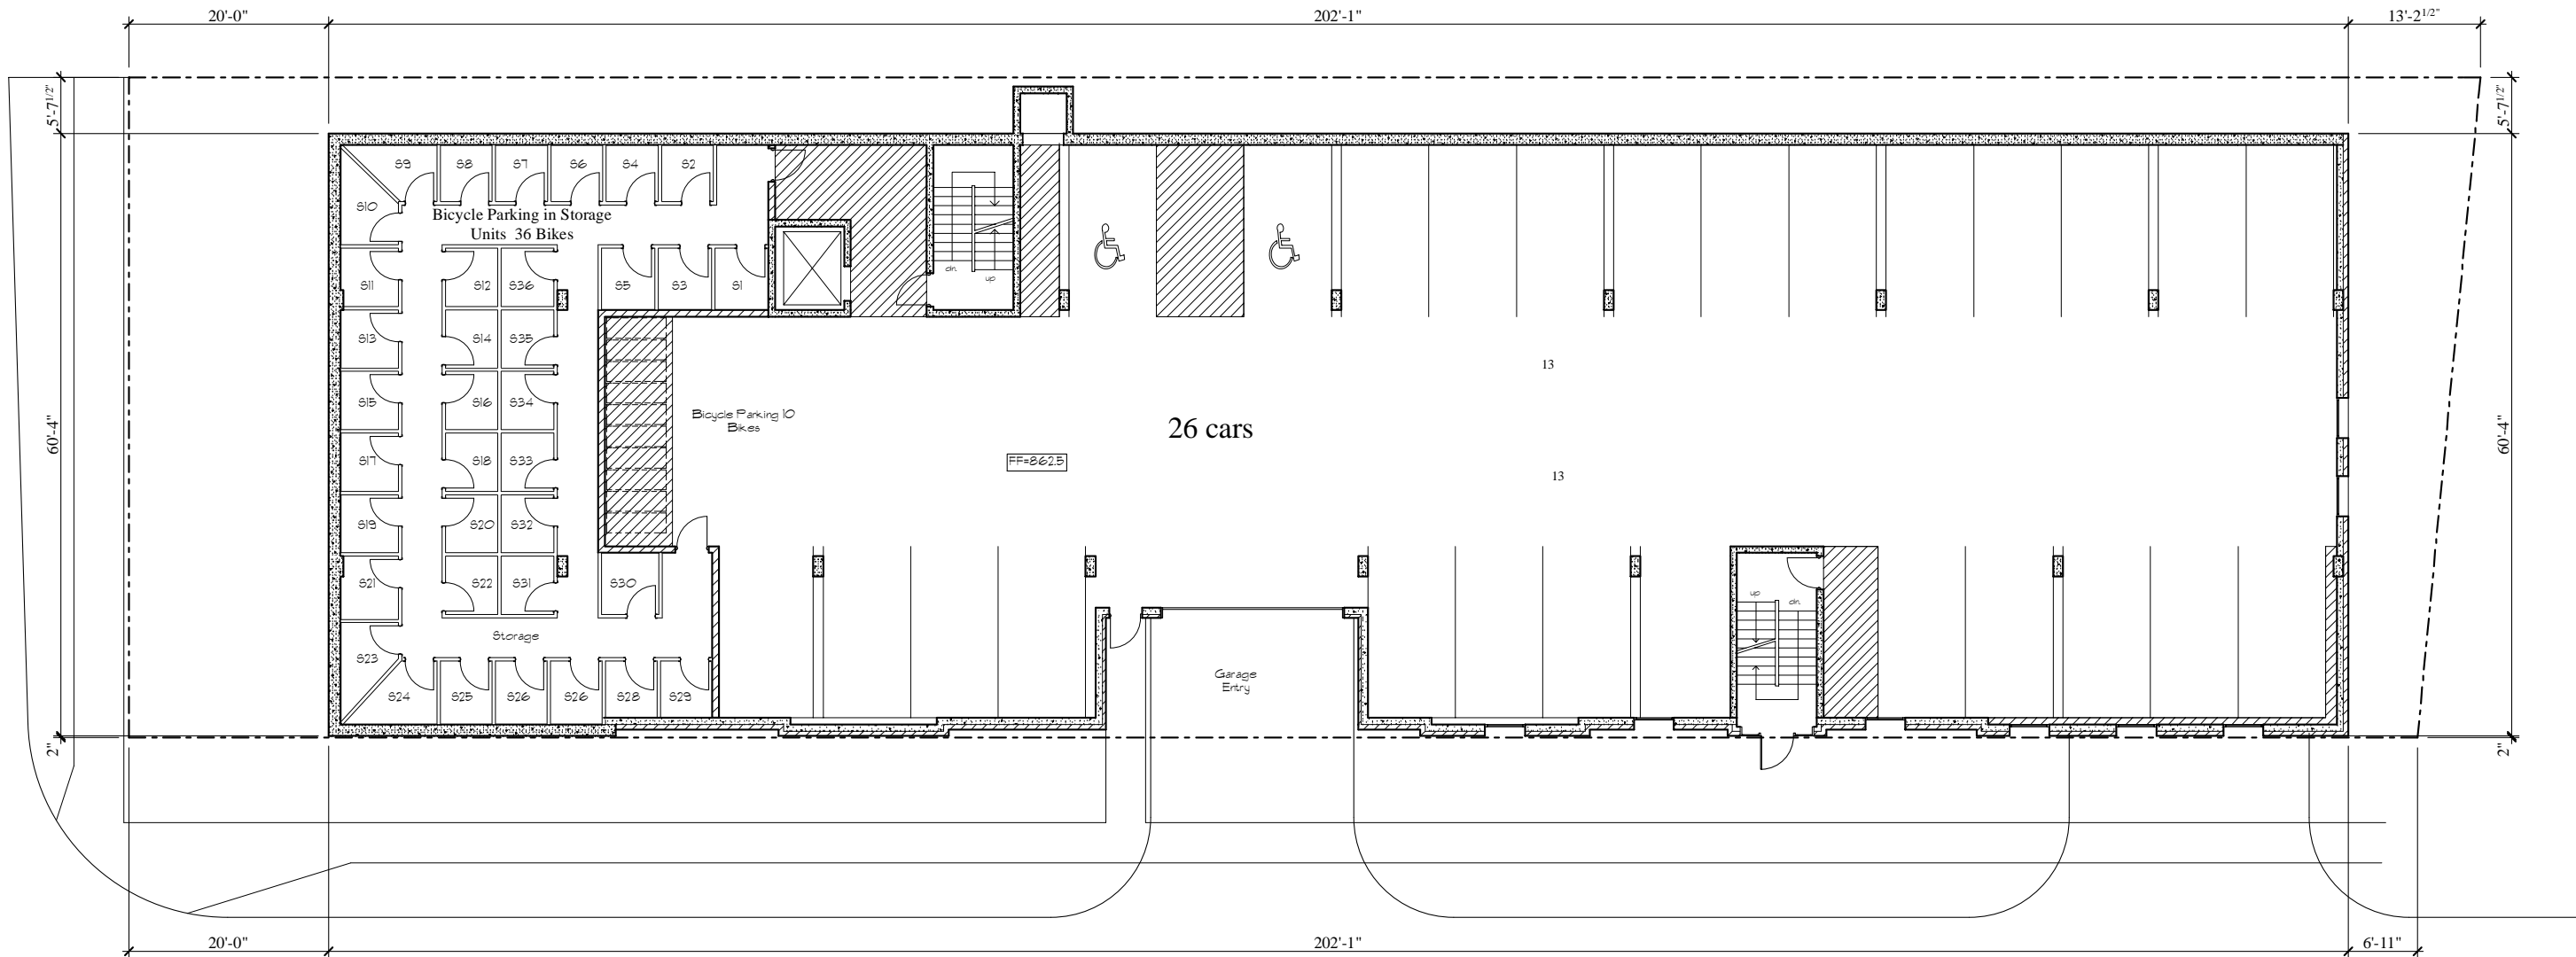 20'-0"
202'-1"
13'-2 1/2"
5'-7 1/2"
5'-7 1/2"
S9
S8
S7
S6
S4
S2
S10
Bicycle Parking in Storage
Units 36 Bikes
S11
S12
S36
S5
S3
S1
dn.
up
S13
S14
S35
13
S15
S16
S34
Bicycle Parking 10
Bikes
26 cars
60'-4"
60'-4"
S17
S18
S33
FF=862.5
13
S19
S20
S32
S21
S22
S31
S30
up
dn.
Storage
S23
Garage
Entry
S24
S25
S26
S26
S28
S29
2"
2"
20'-0"
202'-1"
6'-11"